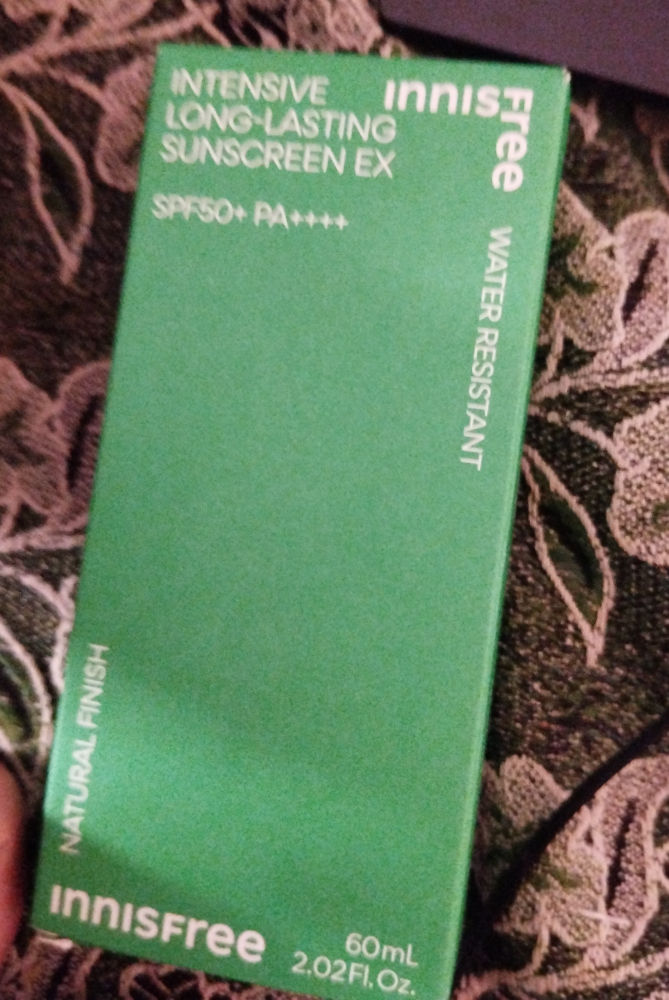 INTENSIVE
LONG-LASTING
SUNSCREEN EX
SPF50+ PA++++
innisfree
WATER RESISTANT
NATURAL FINISH
innisfree
60mL
2.02Fl.Oz.